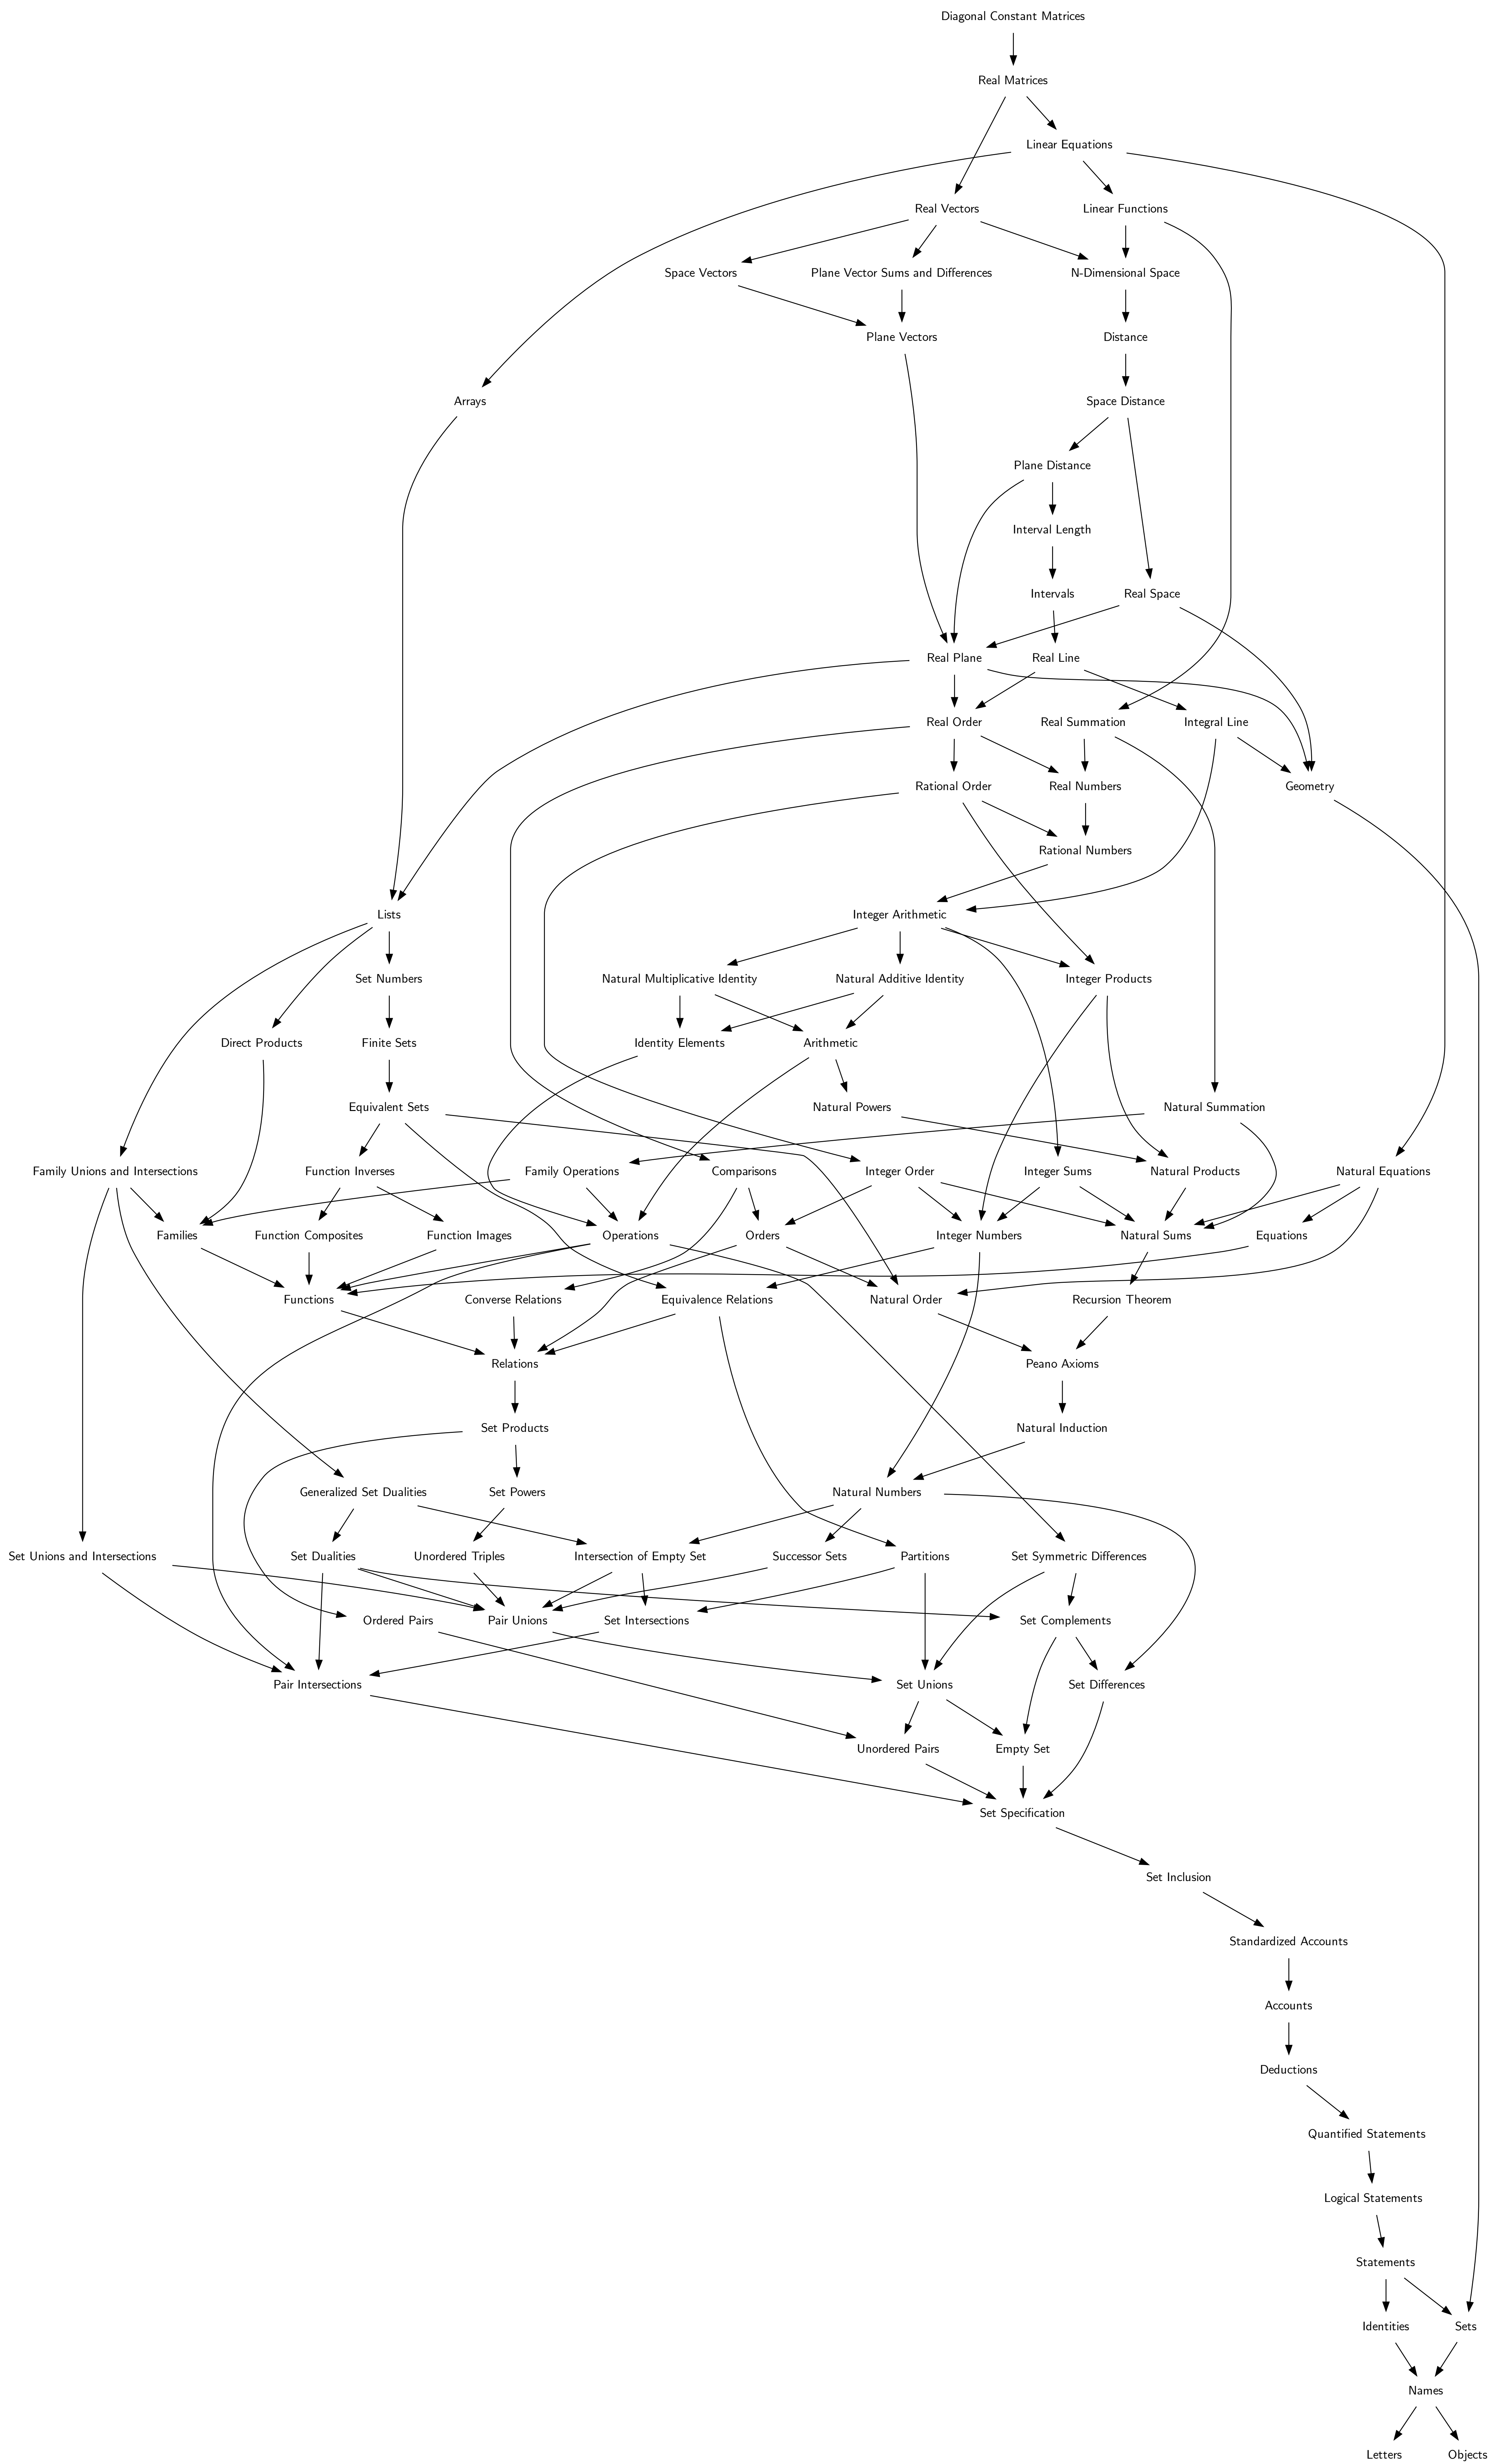 Diagonal Constant Matrices
Real Matrices
Linear Equations
Real Vectors
Linear Functions
Space Vectors
Plane Vector Sums and Differences
N-Dimensional Space
Plane Vectors
Distance
Arrays
Space Distance
Plane Distance
Interval Length
Intervals
Real Space
Real Plane
Real Line
Real Order
Real Summation
Integral Line
Rational Order
Real Numbers
Geometry
Rational Numbers
Lists
Integer Arithmetic
Set Numbers
Natural Multiplicative Identity
Natural Additive Identity
Integer Products
Direct Products
Finite Sets
Identity Elements
Arithmetic
Equivalent Sets
Natural Powers
Natural Summation
Family Unions and Intersections
Function Inverses
Family Operations
Comparisons
Integer Order
Integer Sums
Natural Products
Natural Equations
Families
Function Composites
Function Images
Operations
Orders
Integer Numbers
Natural Sums
Equations
Functions
Converse Relations
Equivalence Relations
Natural Order
Recursion Theorem
Relations
Peano Axioms
Set Products
Natural Induction
Generalized Set Dualities
Set Powers
Natural Numbers
Set Unions and Intersections
Set Dualities
Unordered Triples
Intersection of Empty Set
Successor Sets
Partitions
Set Symmetric Differences
Ordered Pairs
Pair Unions
Set Intersections
Set Complements
Pair Intersections
Set Unions
Set Differences
Unordered Pairs
Empty Set
Set Specification
Set Inclusion
Standardized Accounts
Accounts
Deductions
Quantified Statements
Logical Statements
Statements
Identities
Sets
Names
Letters
Objects